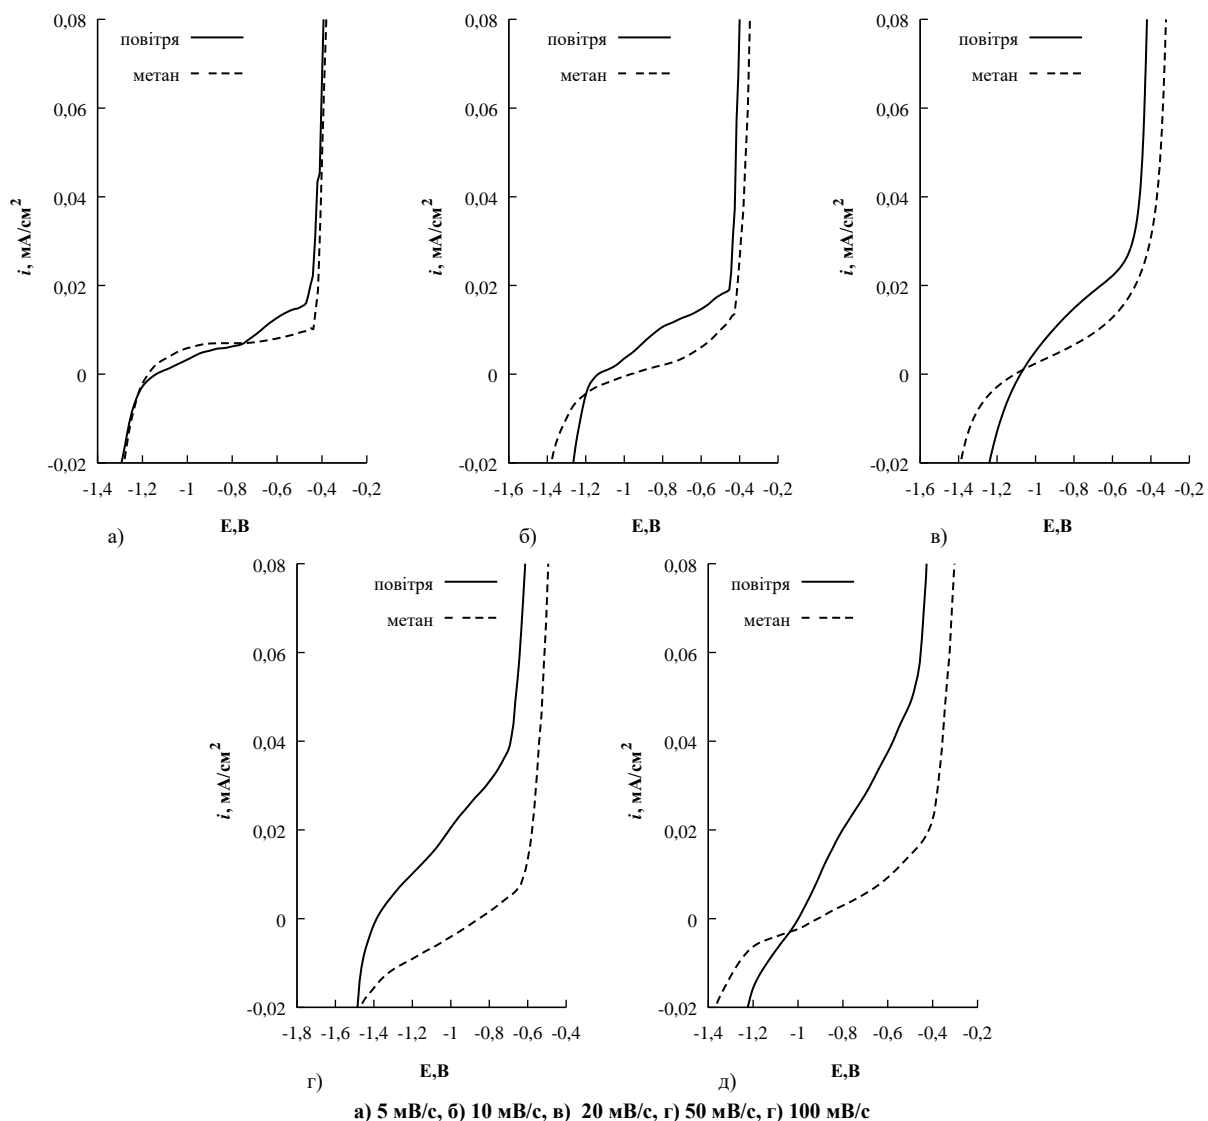 0,08
0,06
0,04
0,02
0
-0,02
-1,4 -1,2 -1 -0,8 -0,6 -0,4 -0,2
i, мА/см²
E,В
повітря
метан
а)
0,08
0,06
0,04
0,02
0
-0,02
-1,6 -1,4 -1,2 -1 -0,8 -0,6 -0,4 -0,2
i, мА/см²
E,В
повітря
метан
б)
0,08
0,06
0,04
0,02
0
-0,02
-1,6 -1,4 -1,2 -1 -0,8 -0,6 -0,4 -0,2
i, мА/см²
E,В
повітря
метан
в)
0,08
0,06
0,04
0,02
0
-0,02
-1,8 -1,6 -1,4 -1,2 -1 -0,8 -0,6 -0,4
i, мА/см²
E,В
повітря
метан
г)
0,08
0,06
0,04
0,02
0
-0,02
-1,4 -1,2 -1 -0,8 -0,6 -0,4 -0,2
i, мА/см²
E,В
повітря
метан
д)
а) 5 мВ/с, б) 10 мВ/с, в) 20 мВ/с, г) 50 мВ/с, г) 100 мВ/с